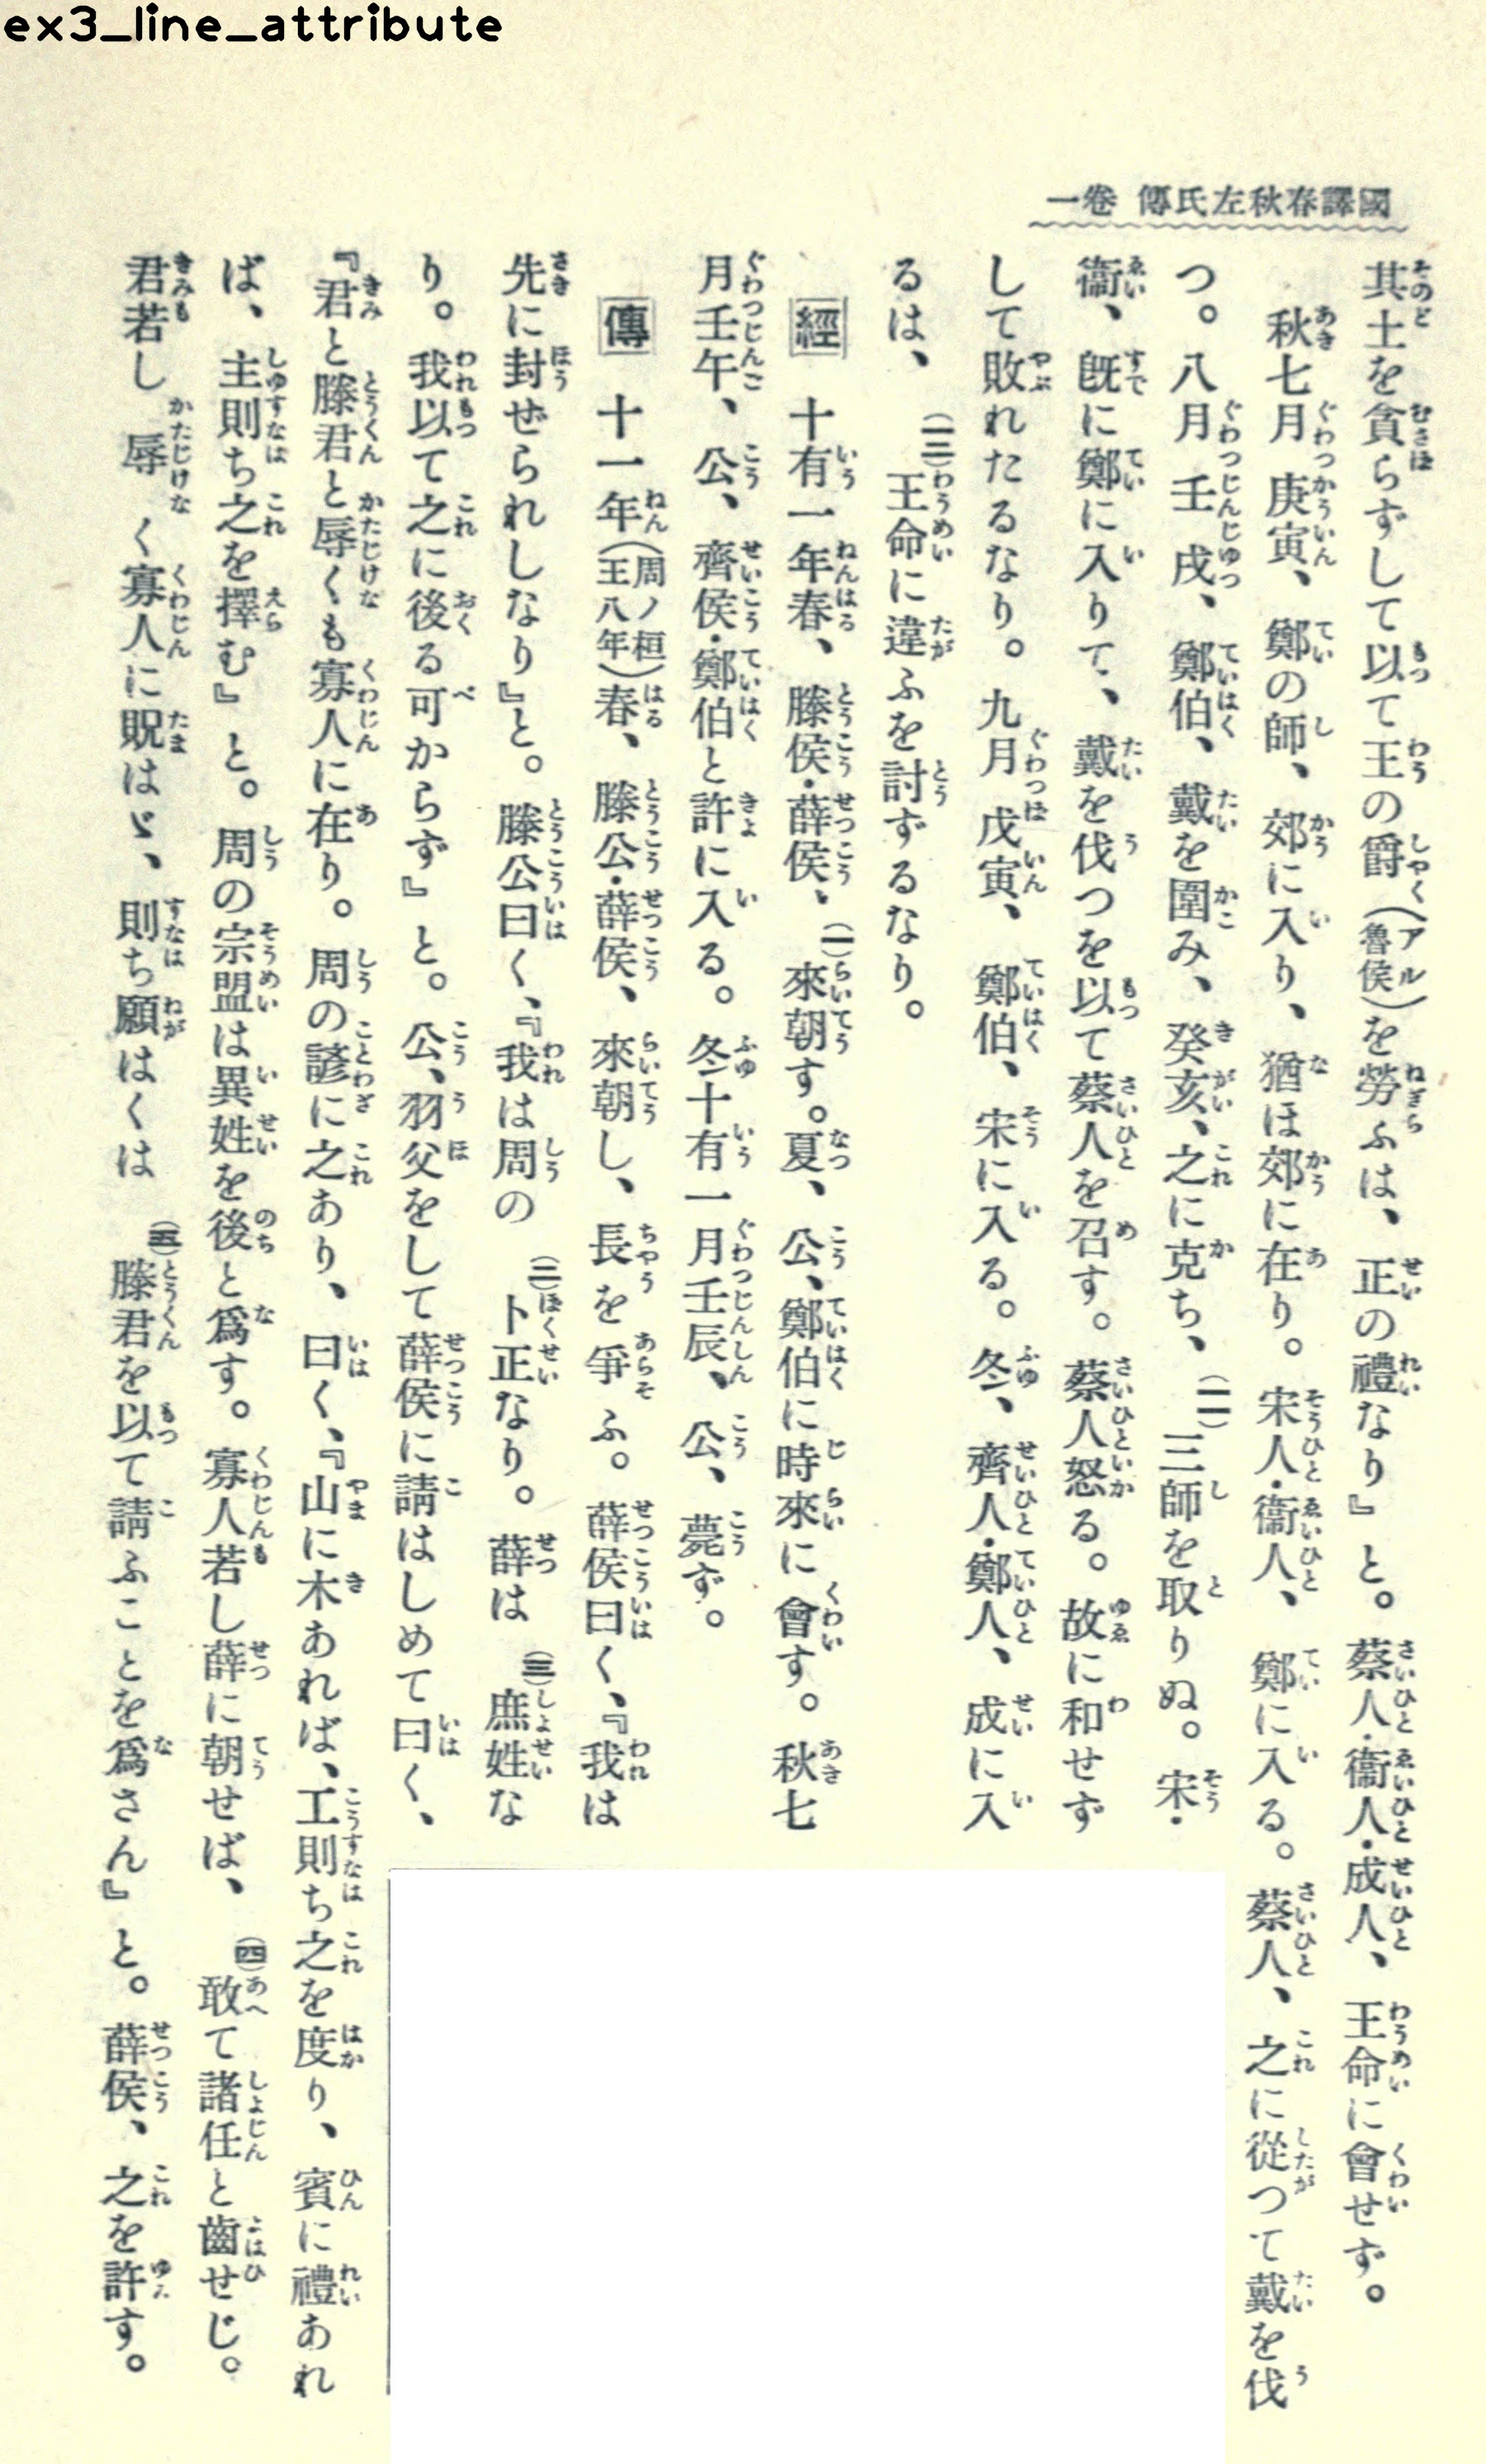 ex3_line_attribute
國譯春秋左氏傳 卷一
其土を貪らずして以て王の爵(魯侯アル)を勞ふは、正の禮なり』と。蔡人・衞人・成人、王命に會せず。
秋七月庚寅、鄭の師、郊に入り、猶ほ郊に在り。宋人・衞人、鄭に入る。蔡人、之に從つて戴を伐
つ。八月壬戌、鄭伯、戴を圍み、癸亥、之に克ち、(一一)三師を取りぬ。宋・
衞、既に鄭に入りて、戴を伐つを以て蔡人を召す。蔡人怒る。故に和せず
して敗れたるなり。九月戊寅、鄭伯、宋に入る。冬、齊人・鄭人、成に入
るは、(一二)王命に違ふを討ずるなり。
經 十有一年春、滕侯・薛侯、(一)來朝す。夏、公、鄭伯に時來に會す。秋七
月壬午、公、齊侯・鄭伯と許に入る。冬十有一月壬辰、公、薨ず。
傳 十一年(周ノ桓王八年)春、滕公・薛侯、來朝し、長を爭ふ。薛侯曰く、『我は
先に封ぜられしなり』と。滕公曰く、『我は周の(二)卜正なり。薛は(三)庶姓な
り。我以て之に後る可からず』と。公、羽父をして薛侯に請はしめて曰く、
『君と滕君と辱くも寡人に在り。周の諺に之あり、曰く、『山に木あれば、工則ち之を度り、賓に禮あれ
ば、主則ち之を擇む』と。周の宗盟は異姓を後と爲す。寡人若し薛に朝せば、(四)敢て諸任と齒せじ。
君若し辱く寡人に貺はゞ、則ち願はくは(五)滕君を以て請ふことを爲さん』と。薛侯、之を許す。